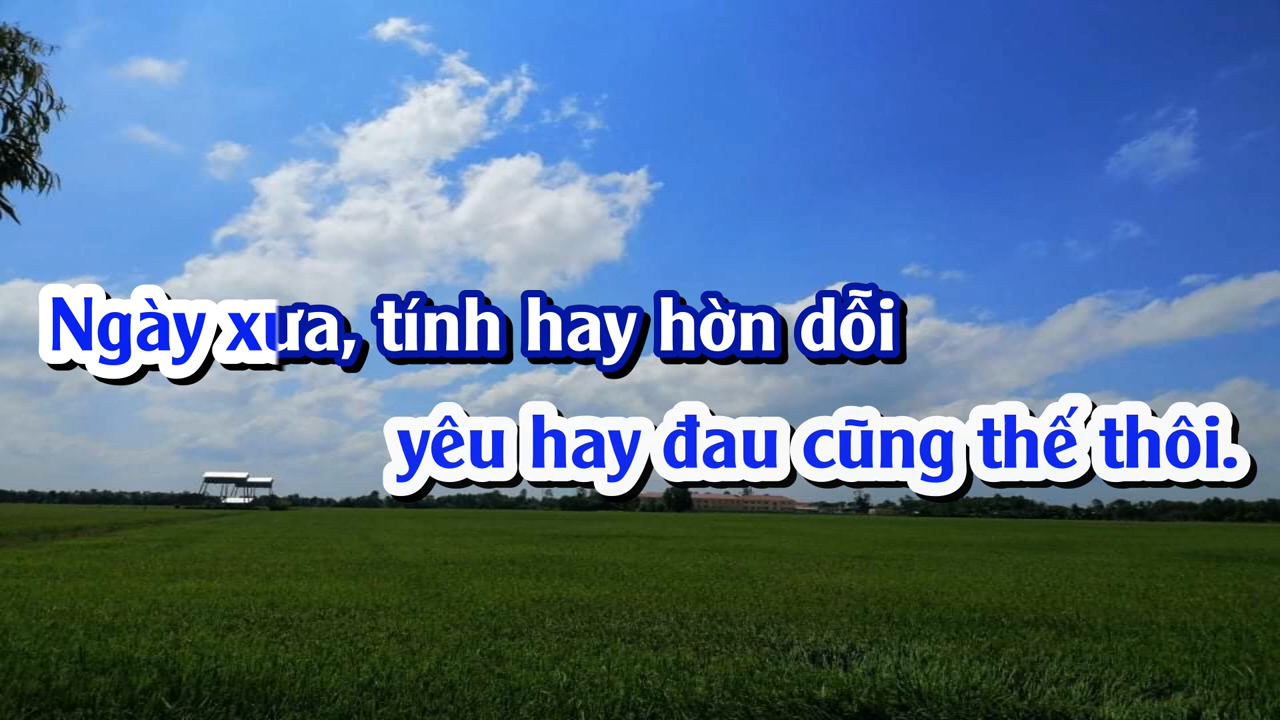 Ngày xưa, tính hay hờn dỗi
yêu hay đau cũng thế thôi.